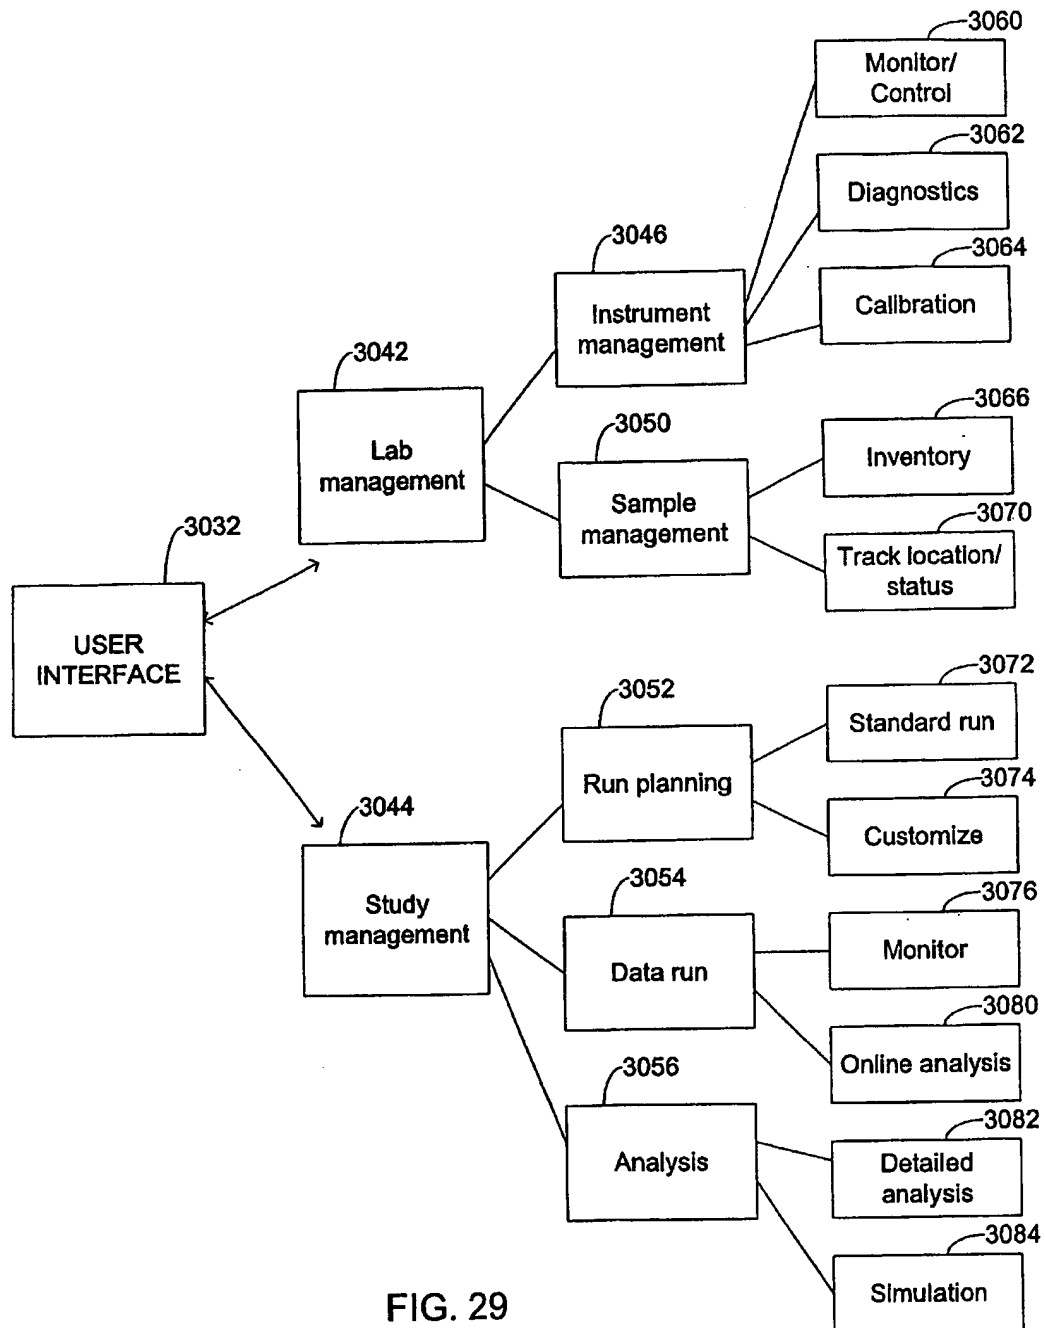 3060
Monitor/
Control
3062
Diagnostics
3046
3064
Instrument
management
Calibration
3042
3066
3050
Lab
management
Inventory
Sample
management
3070
3032
Track location/
status
USER
INTERFACE
3052
3072
Run planning
Standard run
3044
3074
Customize
3054
3076
Study
management
Data run
Monitor
3080
3056
Online analysis
3082
Analysis
Detailed
analysis
3084
Simulation
FIG. 29